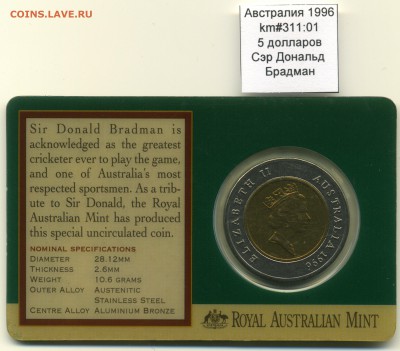 COINS.LAVE.RU
Австралия 1996
km#311:01
5 долларов
Сэр Дональд
Брадман
Sir Donald Bradman is
acknowledged as the greatest
cricketer ever to play the game,
and one of Australia's most
respected sportsmen. As a trib-
ute to Sir Donald, the Royal
Australian Mint has produced
this special uncirculated coin.
NOMINAL SPECIFICATIONS
DIAMETER 28.12MM
THICKNESS 2.6MM
WEIGHT 10.6 GRAMS
OUTER ALLOY AUSTENITIC
STAINLESS STEEL
CENTRE ALLOY ALUMINIUM BRONZE
ELIZABETH II AUSTRALIA 1996
ROYAL AUSTRALIAN MINT